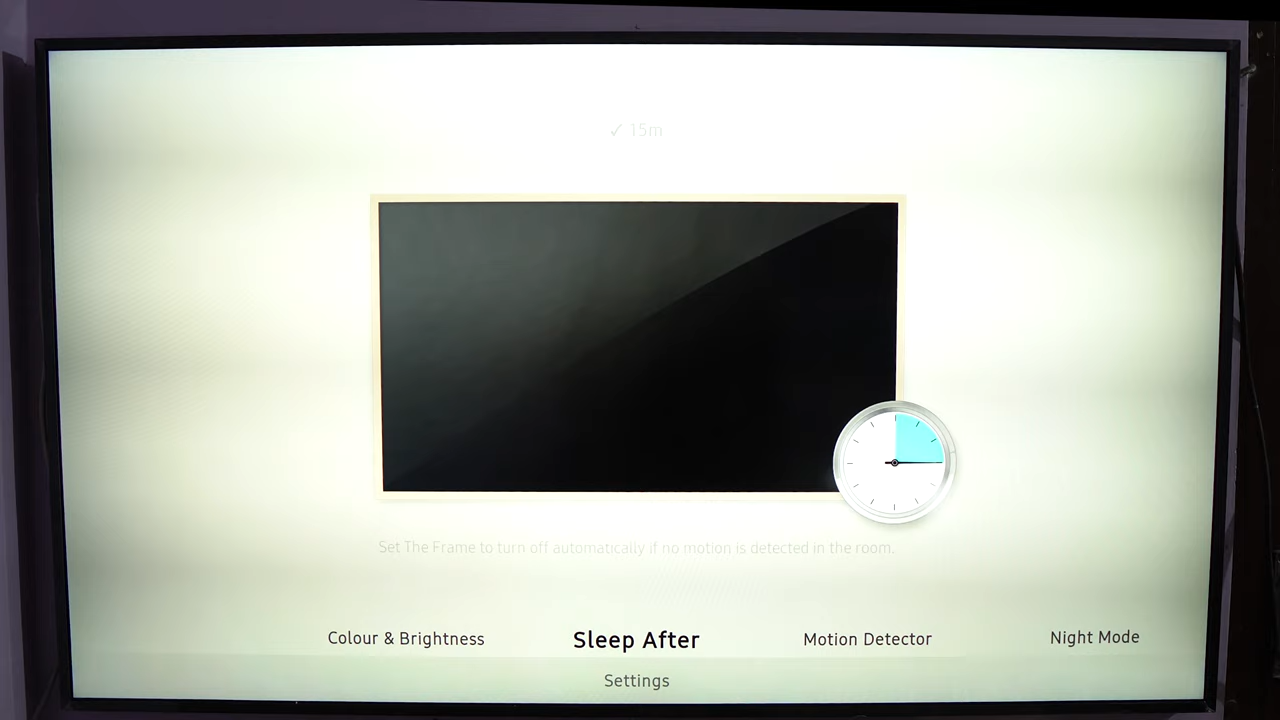 ✓ 15m
Set The Frame to turn off automatically if no motion is detected in the room.
Colour & Brightness Sleep After Motion Detector Night Mode
Settings